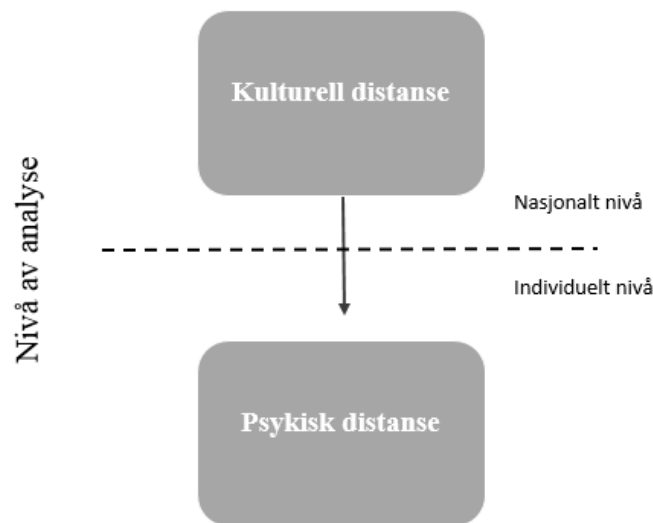 Kulturell distanse
Nivå av analyse
Nasjonalt nivå
Individuelt nivå
Psykisk distanse